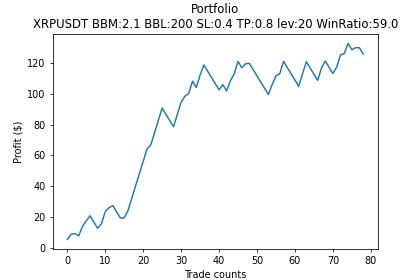 Portfolio
XRPUSDT BBM:2.1 BBL:200 SL:0.4 TP:0.8 lev:20 WinRatio:59.0
120
100
80
60
40
20
0
Profit ($)
0 10 20 30 40 50 60 70 80
Trade counts